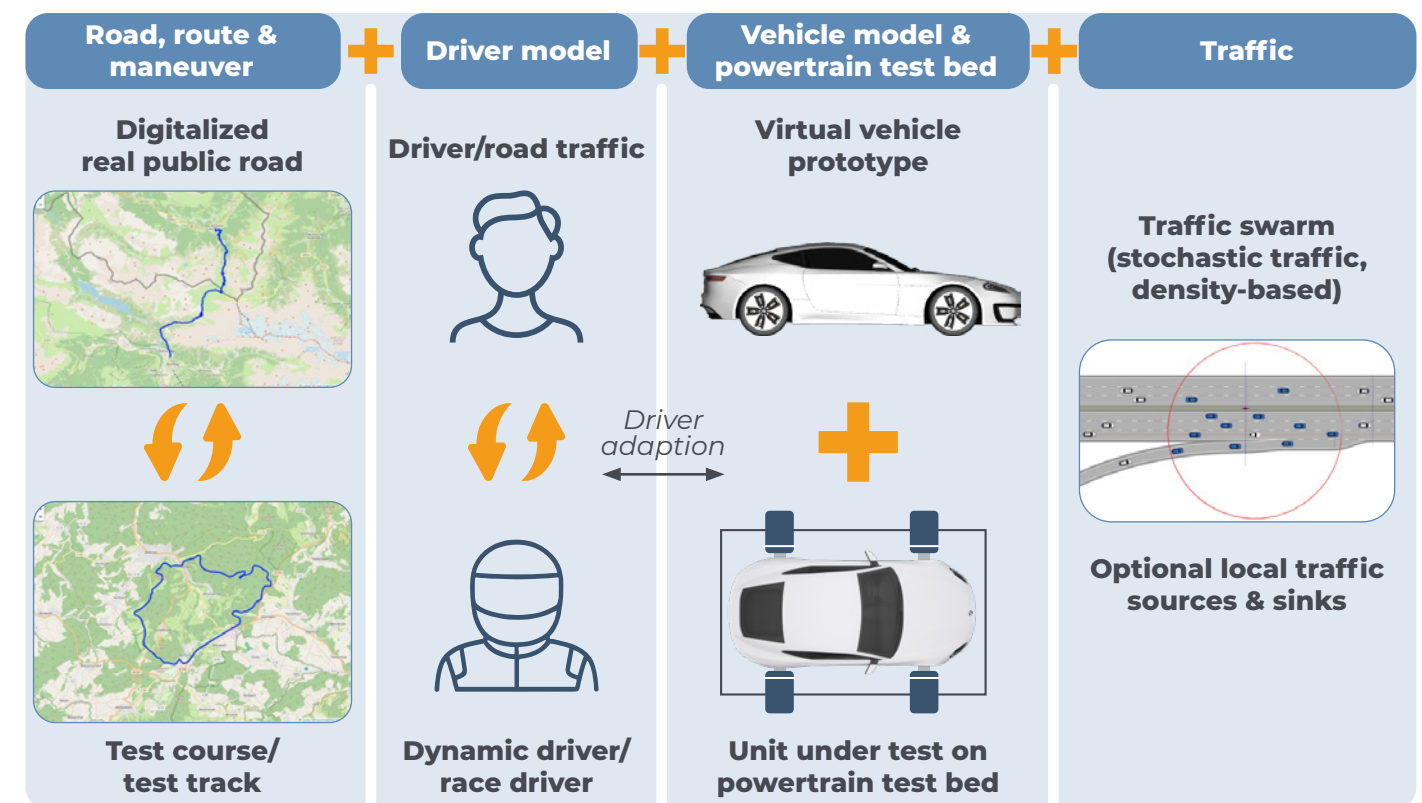 Road, route &
maneuver
Driver model
Vehicle model &
powertrain test bed
Traffic
Digitalized
real public road
Test course/
test track
Driver/road traffic
Driver
adaption
Dynamic driver/
race driver
Virtual vehicle
prototype
Unit under test on
powertrain test bed
Traffic swarm
(stochastic traffic,
density-based)
Optional local traffic
sources & sinks